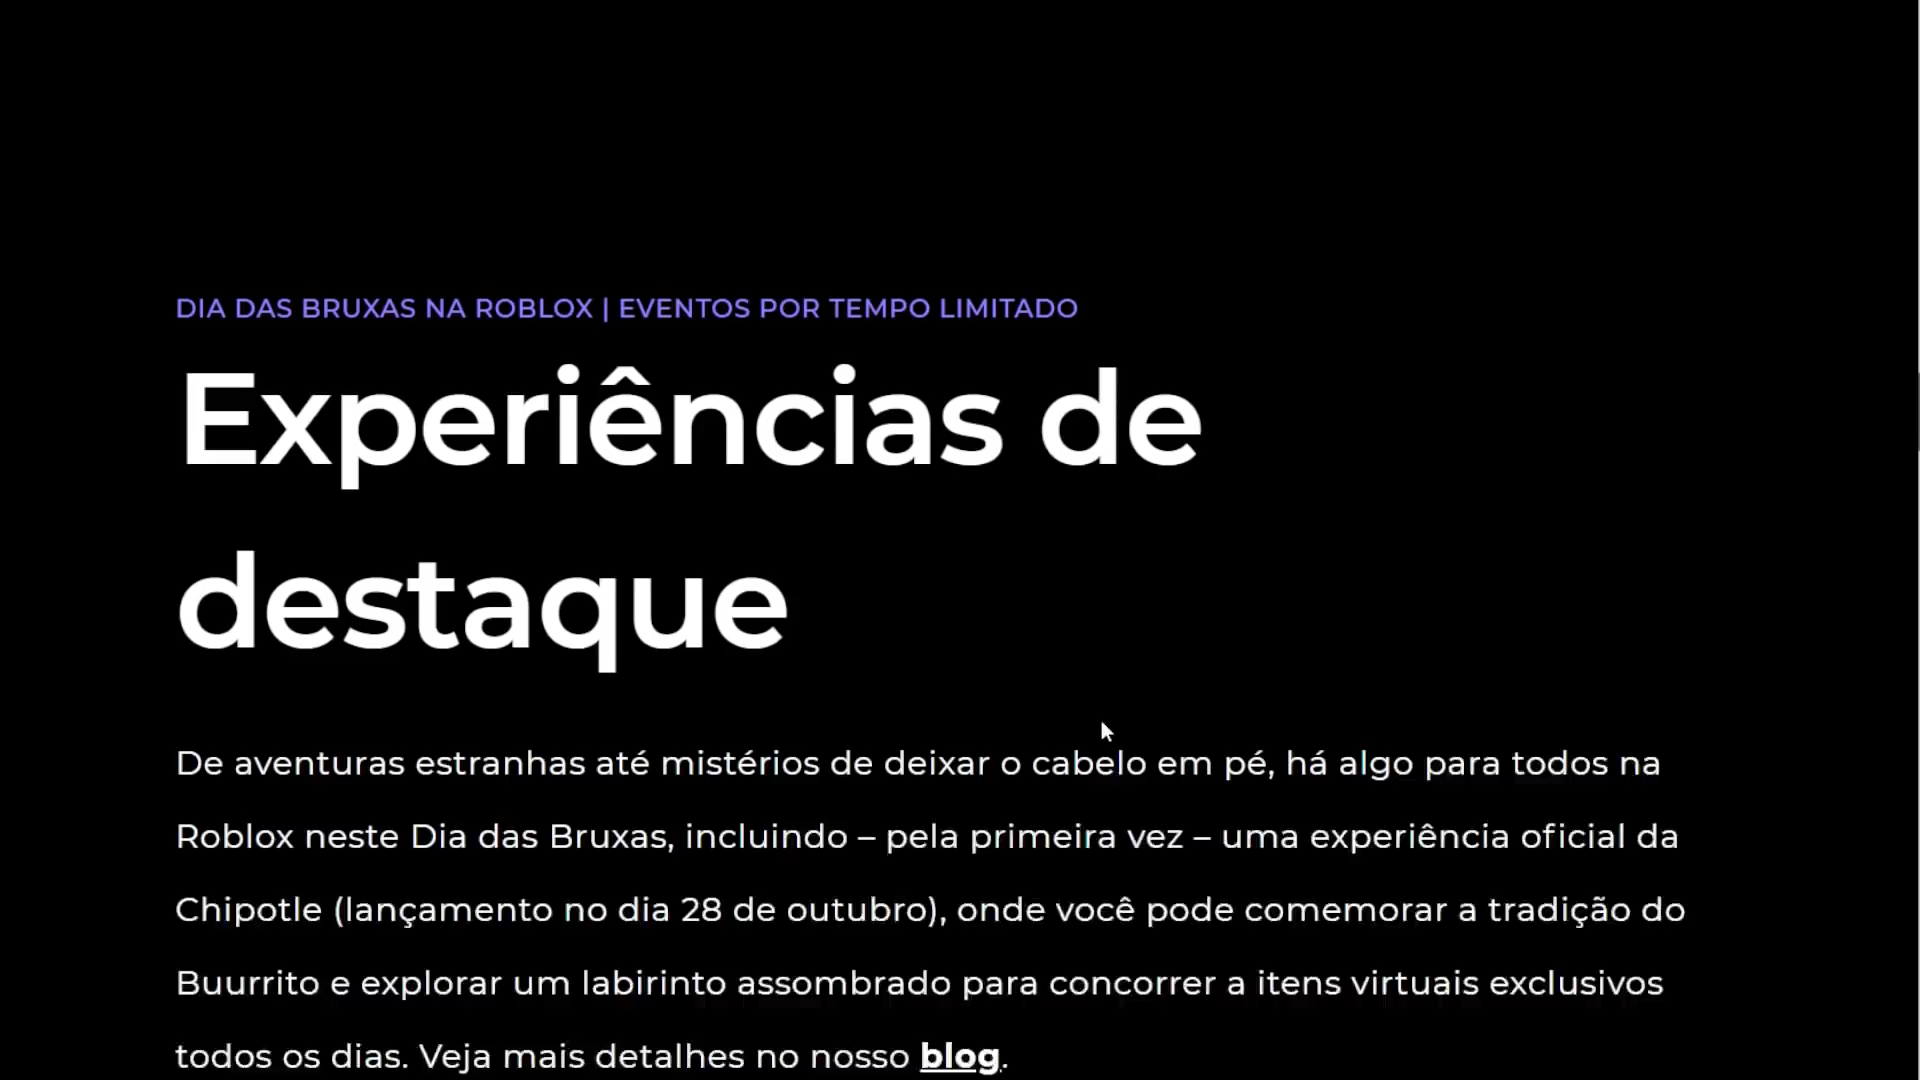 DIA DAS BRUXAS NA ROBLOX | EVENTOS POR TEMPO LIMITADO
Experiências de
destaque
De aventuras estranhas até mistérios de deixar o cabelo em pé, há algo para todos na
Roblox neste Dia das Bruxas, incluindo – pela primeira vez – uma experiência oficial da
Chipotle (lançamento no dia 28 de outubro), onde você pode comemorar a tradição do
Buurrito e explorar um labirinto assombrado para concorrer a itens virtuais exclusivos
todos os dias. Veja mais detalhes no nosso blog.